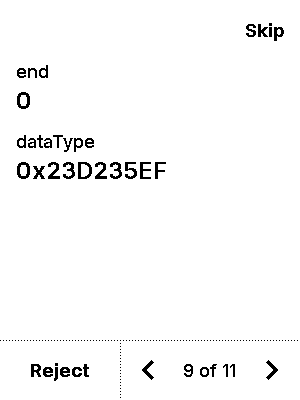 Skip
end
0
dataType
0x23D235EF
Reject
9 of 11